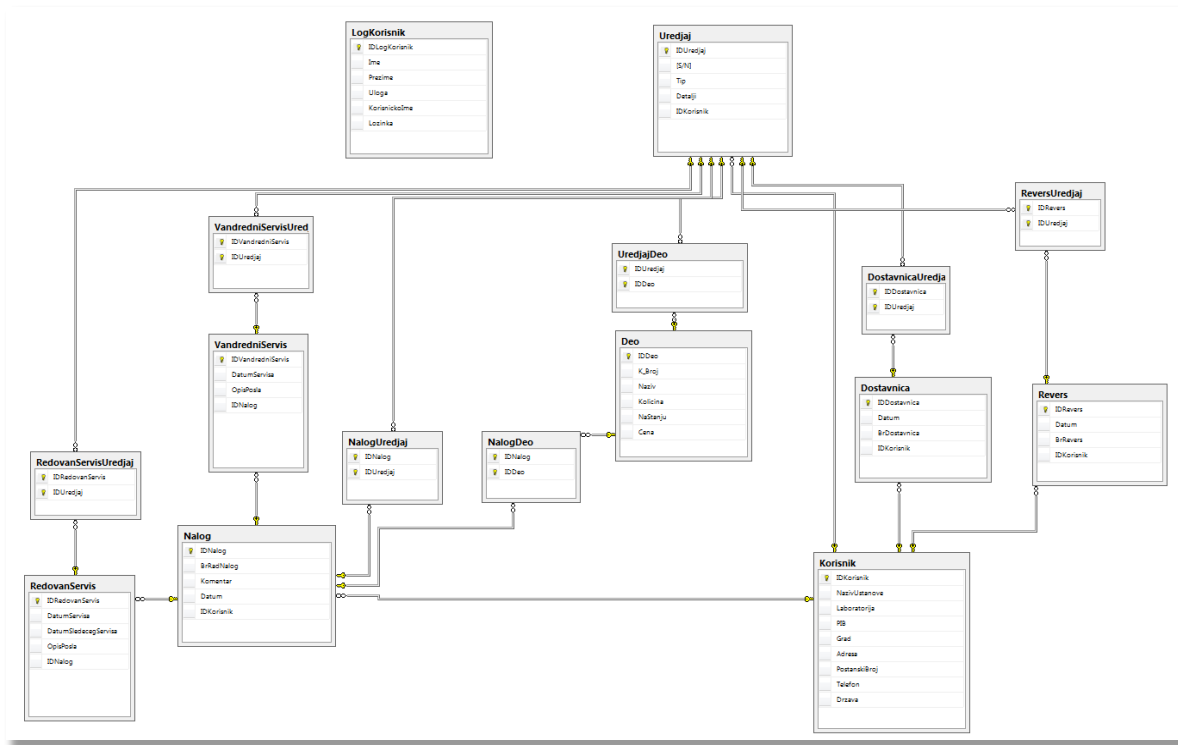 LogKorisnik
IDLogKorisnik
Ime
Prezime
Uloga
KorisnickoIme
Lozinka
Uredjaj
IDUredjaj
[S/N]
Tip
Detalji
IDKorisnik
ReversUredjaj
IDRevers
IDUredjaj
VandredniServisUred
IDVandredniServis
IDUredjaj
UredjajDeo
IDUredjaj
IDDeo
DostavnicaUredja
IDDostavnica
IDUredjaj
VandredniServis
IDVandredniServis
DatumServisa
OpisPosla
IDNalog
Deo
IDDeo
K_Broj
Naziv
Kolicina
NaStanju
Cena
Dostavnica
IDDostavnica
Datum
BrDostavnica
IDKorisnik
Revers
IDRevers
Datum
BrRevers
IDKorisnik
NalogUredjaj
IDNalog
IDUredjaj
NalogDeo
IDNalog
IDDeo
RedovanServisUredjaj
IDRedovanServis
IDUredjaj
Nalog
IDNalog
BrRadNalog
Komentar
Datum
IDKorisnik
Korisnik
IDKorisnik
NazivUstanove
Laboratorija
PIB
Grad
Adresa
PostanskiBroj
Telefon
Drzava
RedovanServis
IDRedovanServis
DatumServisa
DatumSledecegServisa
OpisPosla
IDNalog